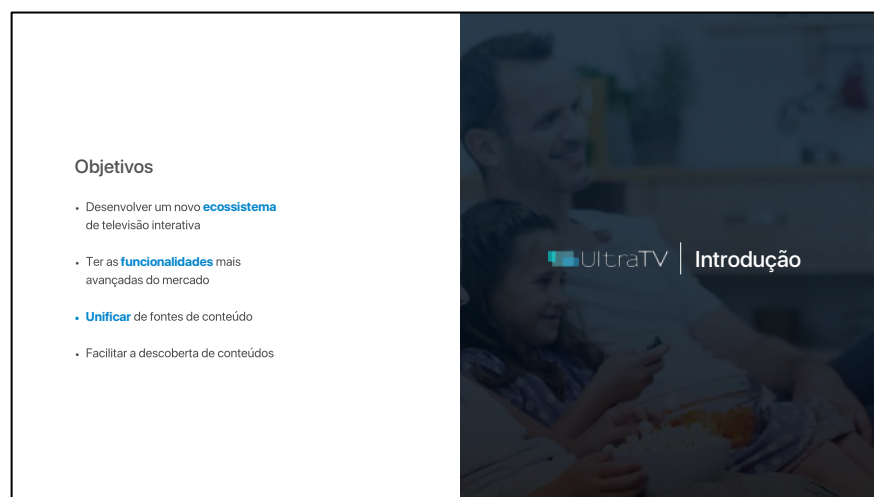 Objetivos
• Desenvolver um novo ecossistema
de televisão interativa
• Ter as funcionalidades mais
avançadas do mercado
• Unificar de fontes de conteúdo
• Facilitar a descoberta de conteúdos
UltraTV | Introdução